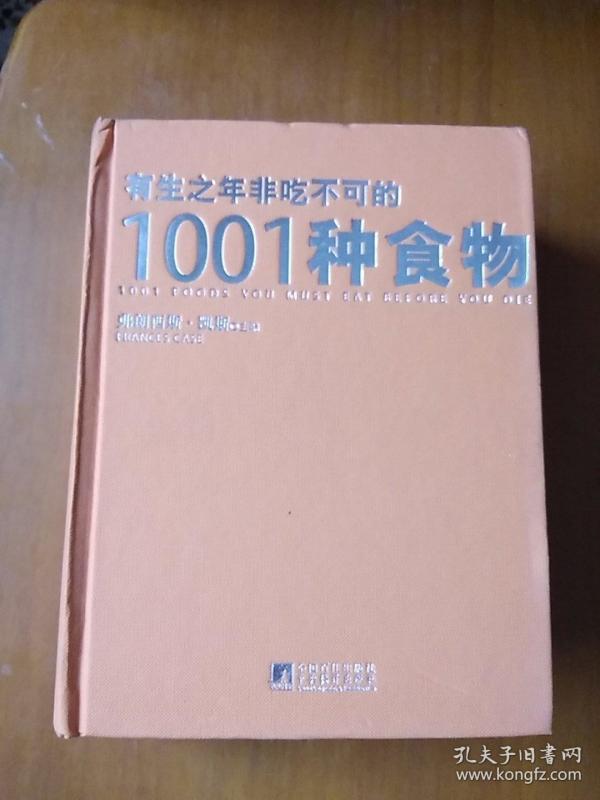 有生之年非吃不可的
1001种食物
1001 FOODS YOU MUST EAT BEFORE YOU DIE
弗朗西斯·凯斯 主编
FRANCES CASE
孔夫子旧书网
www.kongfz.com